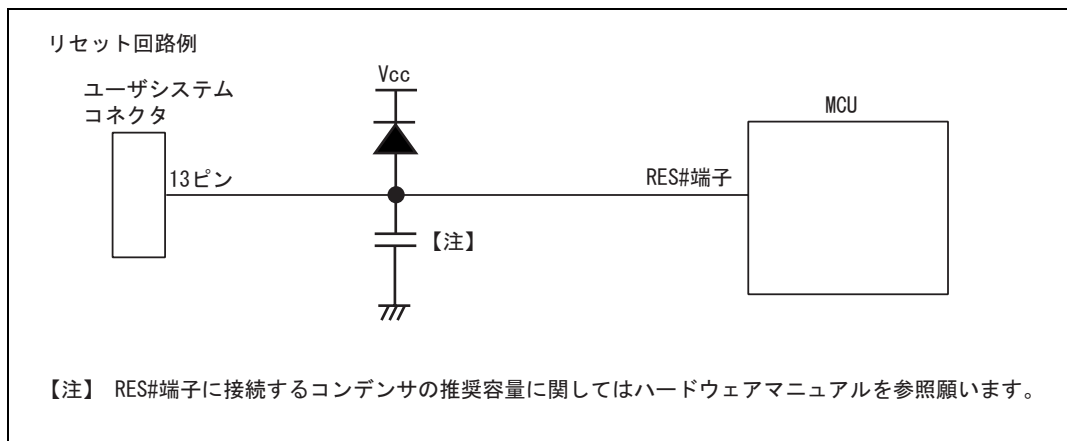 リセット回路例
ユーザシステム
コネクタ
Vcc
MCU
13ピン
RES#端子
【注】
【注】 RES#端子に接続するコンデンサの推奨容量に関してはハードウェアマニュアルを参照願います。